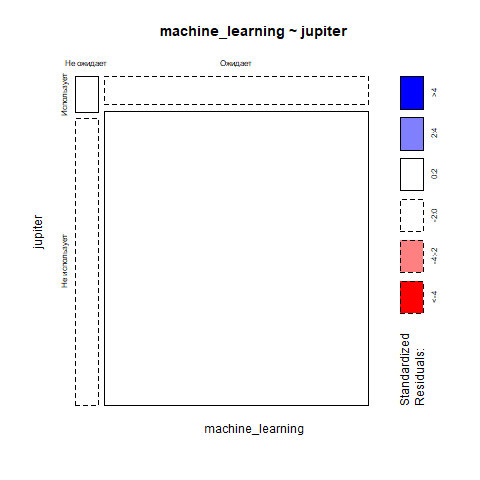 machine_learning ~ jupiter
Не ожидает
Ожидает
Использует
Не использует
jupiter
machine_learning
>4
2:4
0:2
-2:0
-4:-2
<-4
Standardized
Residuals: